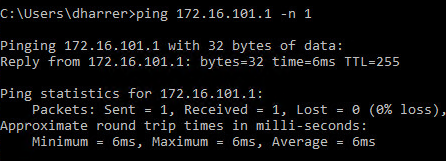 C:\Users\dharrer>ping 172.16.101.1 -n 1
Pinging 172.16.101.1 with 32 bytes of data:
Reply from 172.16.101.1: bytes=32 time=6ms TTL=255
Ping statistics for 172.16.101.1:
    Packets: Sent = 1, Received = 1, Lost = 0 (0% loss),
Approximate round trip times in milli-seconds:
    Minimum = 6ms, Maximum = 6ms, Average = 6ms